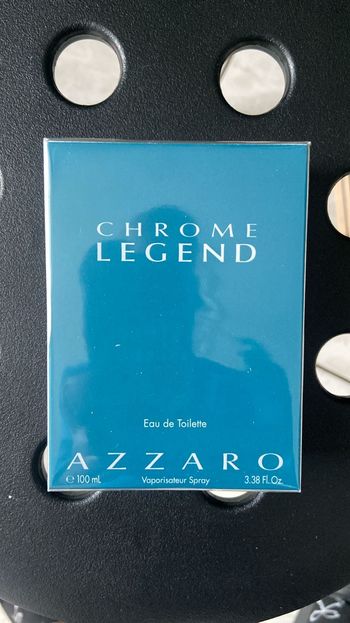 CHROME
LEGEND
Eau de Toilette
AZZARO
℮ 100 mL Vaporisateur Spray 3.38 Fl.Oz.